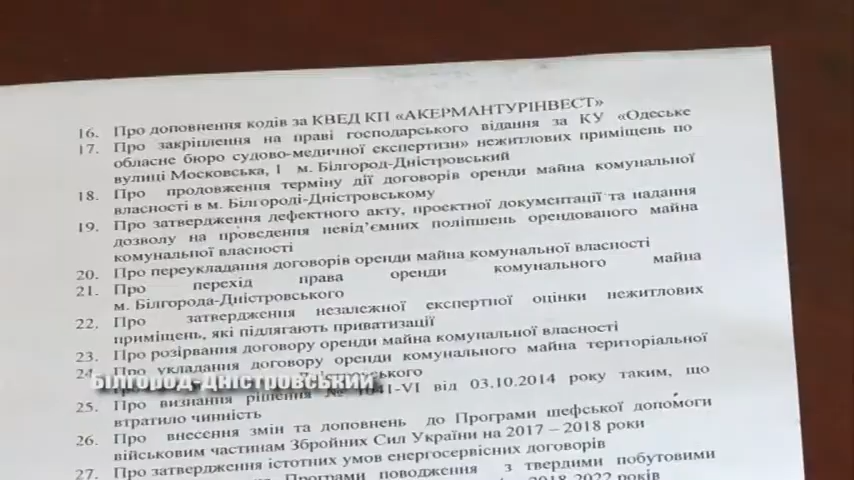 16. Про доповнення кодів за КВЕД КП «АКЕРМАНТУРІНВЕСТ»
17. Про закріплення на праві господарського відання за КУ «Одеське
обласне бюро судово-медичної експертизи» нежитлових приміщень по
вулиці Московська, 1 м. Білгород-Дністровський
18. Про продовження терміну дії договорів оренди майна комунальної
власності в м. Білгороді-Дністровському
19. Про затвердження дефектного акту, проектної документації та надання
дозволу на проведення невід’ємних поліпшень орендованого майна
комунальної власності
20. Про переукладання договорів оренди майна комунальної власності
21. Про перехід права оренди комунального майна
м. Білгорода-Дністровського
22. Про затвердження незалежної експертної оцінки нежитлових
приміщень, які підлягають приватизації
23. Про розірвання договору оренди майна комунальної власності
24. Про укладання договору оренди комунального майна територіальної
БІЛГОРОД-ДНІСТРОВСЬКИЙ
25. Про визнання рішення № 1041-VI від 03.10.2014 року таким, що
втратило чинність
26. Про внесення змін та доповнень до Програми шефської допомоги
військовим частинам Збройних Сил України на 2017 – 2018 роки
27. Про затвердження істотних умов енергосервісних договорів
Програми поводження з твердими побутовими
2018-2022 років